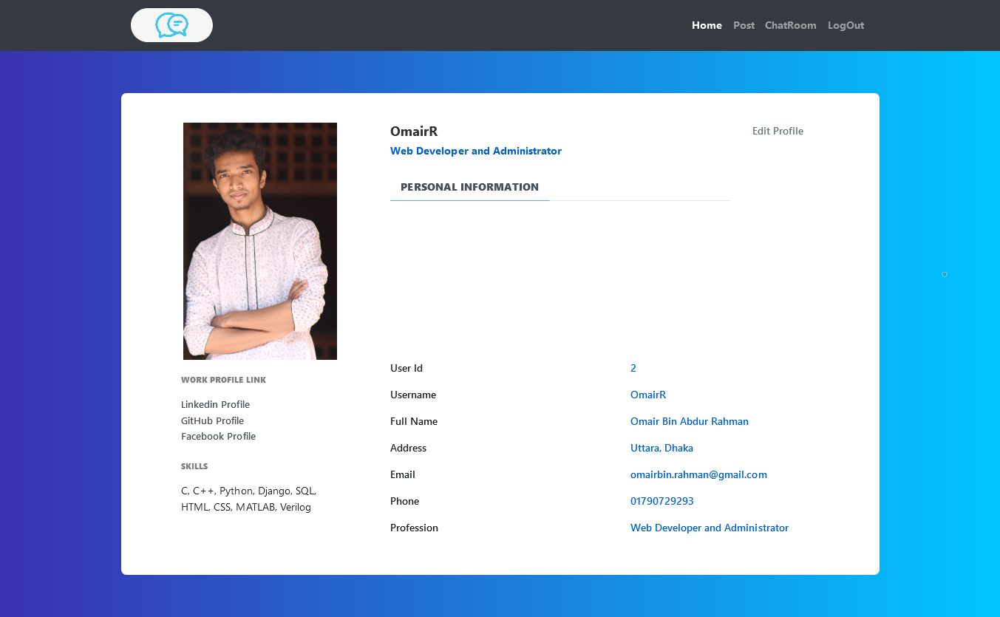 Home Post ChatRoom LogOut
OmairR
Edit Profile
Web Developer and Administrator
PERSONAL INFORMATION
WORK PROFILE LINK
Linkedin Profile
GitHub Profile
Facebook Profile
SKILLS
C, C++, Python, Django, SQL,
HTML, CSS, MATLAB, Verilog
User Id 2
Username OmairR
Full Name Omair Bin Abdur Rahman
Address Uttara, Dhaka
Email omairbin.rahman@gmail.com
Phone 01790729293
Profession Web Developer and Administrator